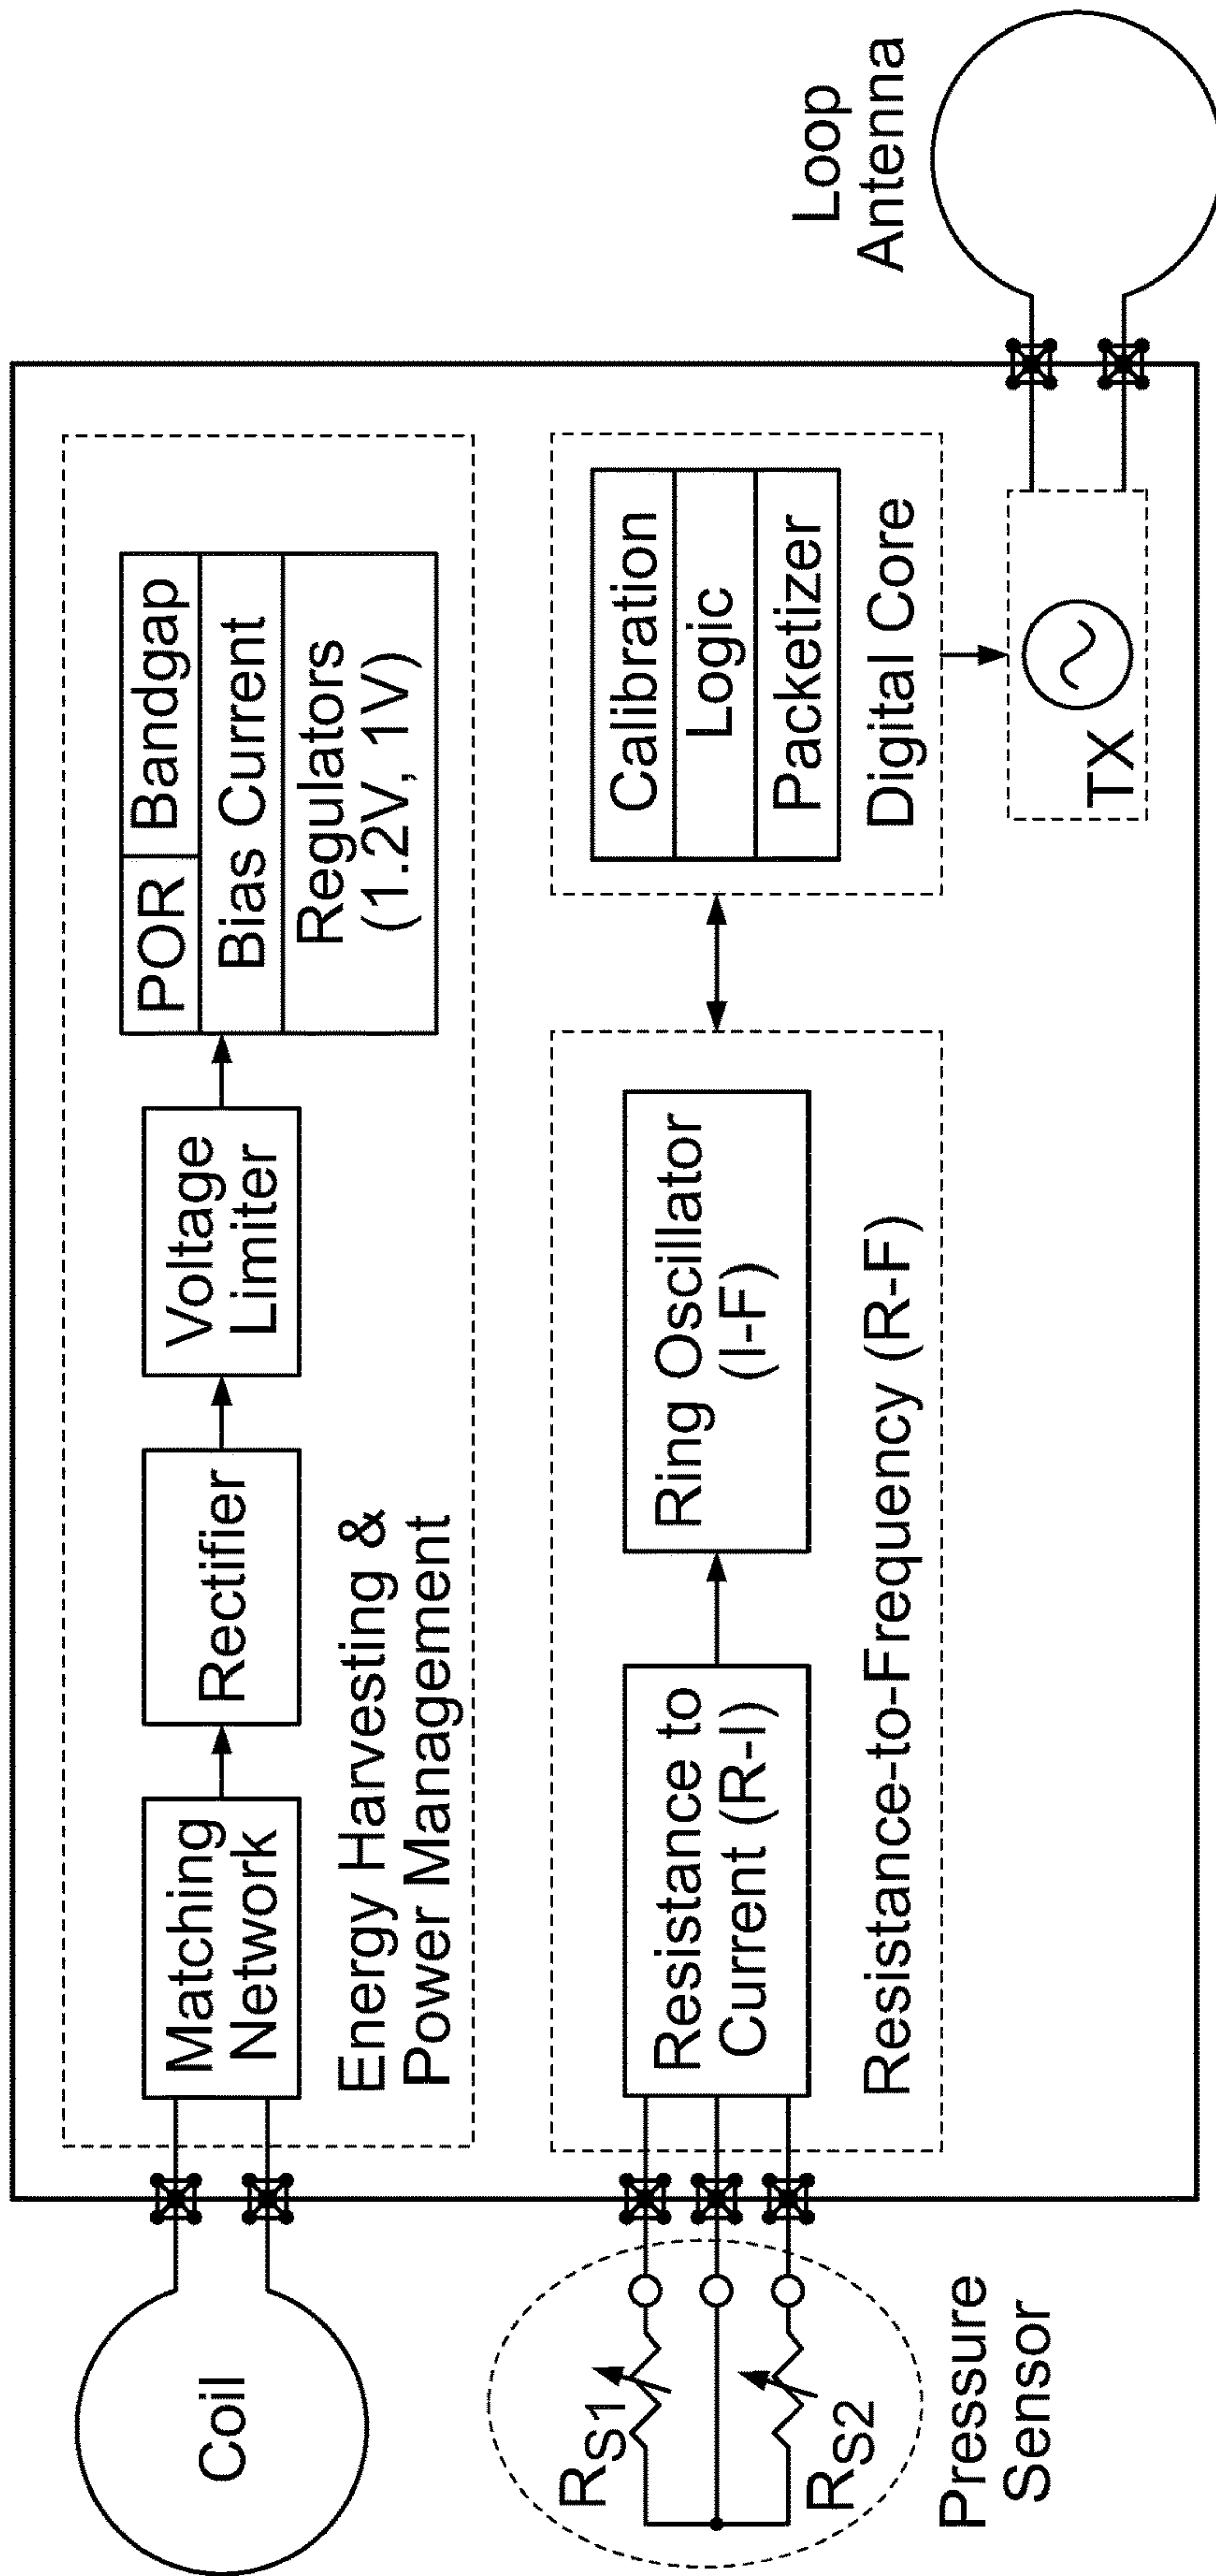 Coil
Matching
Network
Rectifier
Voltage
Limiter
POR
Bandgap
Bias Current
Regulators
(1.2V, 1V)
Energy Harvesting &
Power Management
RS1
RS2
Pressure
Sensor
Resistance to
Current (R-I)
Ring Oscillator
(I-F)
Resistance-to-Frequency (R-F)
Calibration
Logic
Packetizer
Digital Core
TX
Loop
Antenna